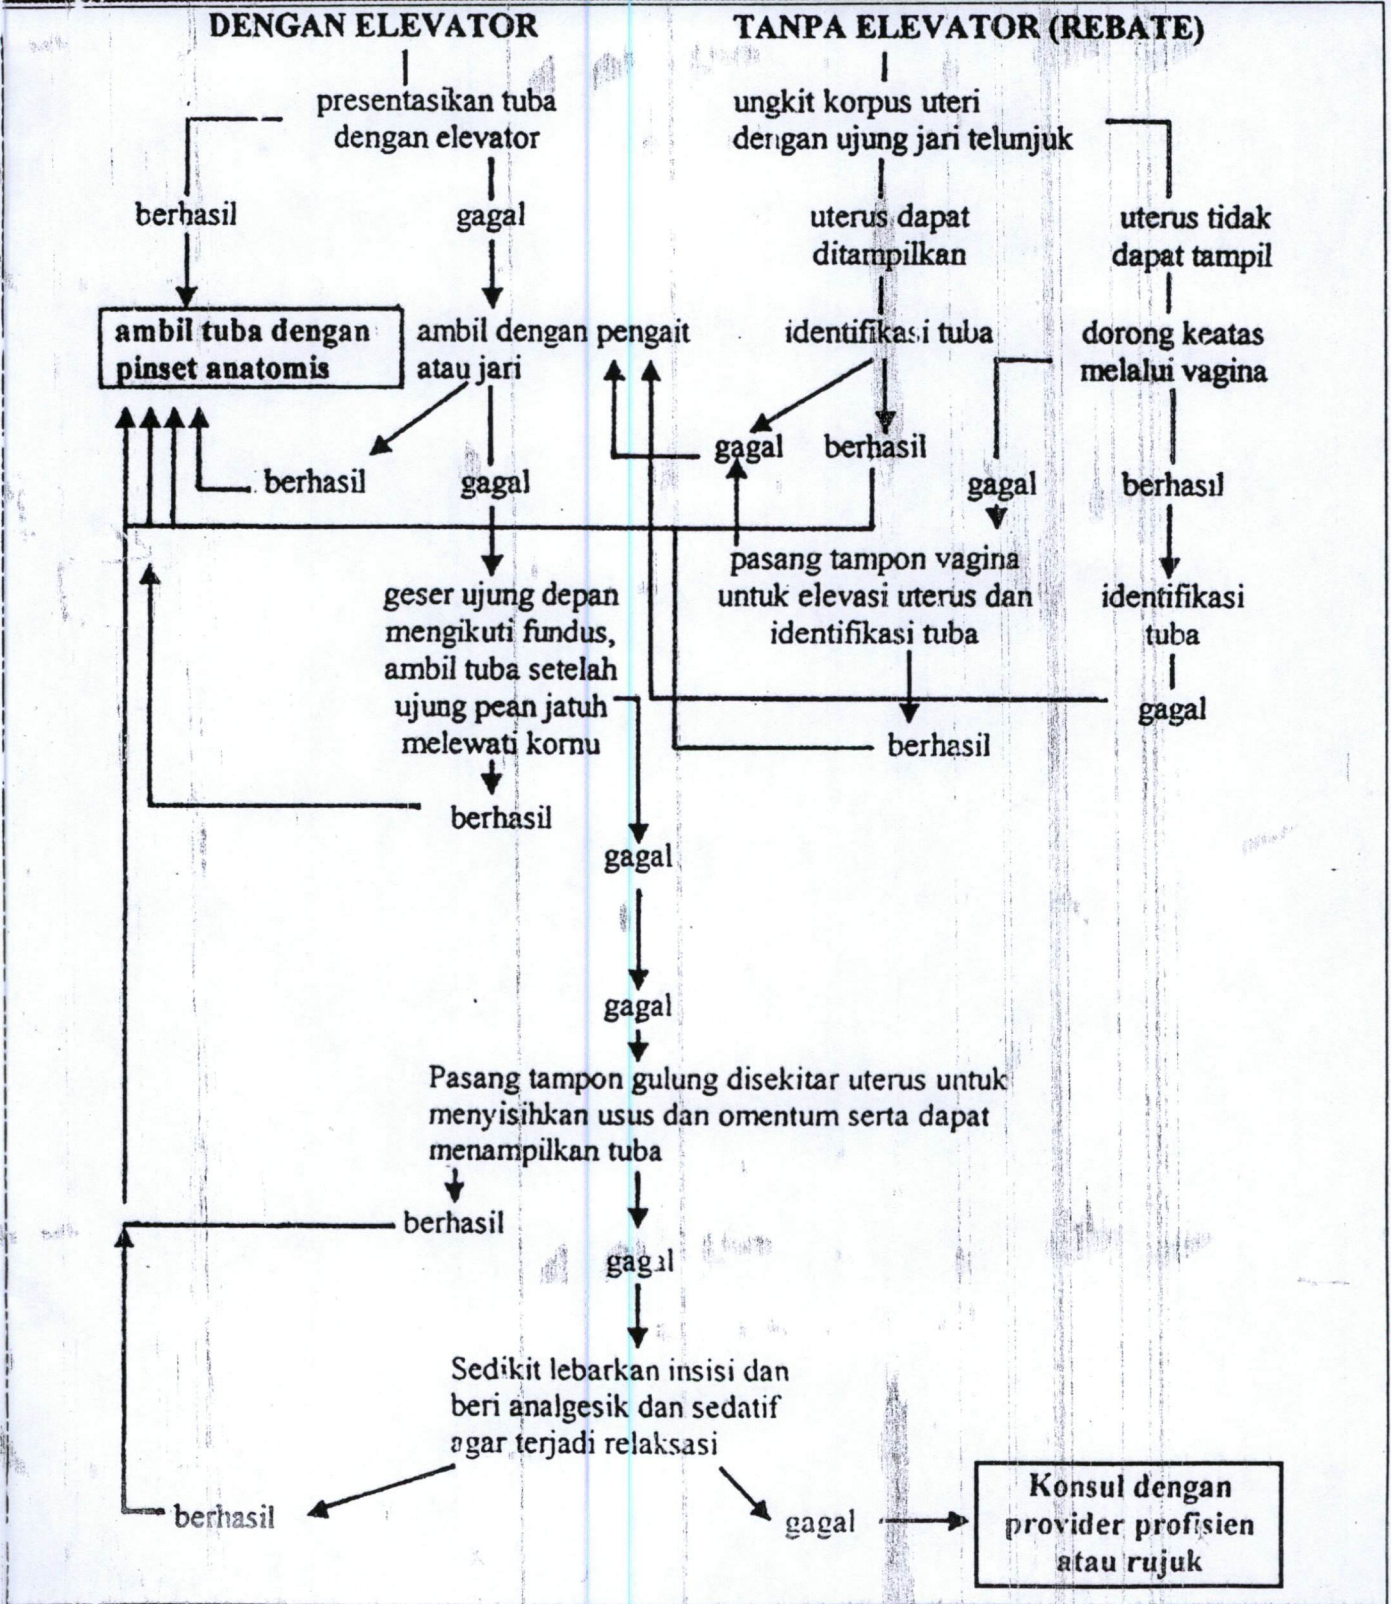 DENGAN ELEVATOR
TANPA ELEVATOR (REBATE)
presentasikan tuba
dengan elevator
ungkit korpus uteri
dengan ujung jari telunjuk
berhasil
gagal
uterus dapat
ditampilkan
uterus tidak
dapat tampil
ambil tuba dengan
pinset anatomis
ambil dengan pengait
atau jari
identifikasi tuba
dorong keatas
melalui vagina
gagal
berhasil
berhasil
gagal
gagal
berhasil
pasang tampon vagina
untuk elevasi uterus dan
identifikasi tuba
geser ujung depan
mengikuti fundus,
ambil tuba setelah
ujung pean jatuh
melewati kornu
identifikasi
tuba
gagal
berhasil
berhasil
gagal
gagal
Pasang tampon gulung disekitar uterus untuk
menyisihkan usus dan omentum serta dapat
menampilkan tuba
berhasil
gagal
Sedikit lebarkan insisi dan
beri analgesik dan sedatif
agar terjadi relaksasi
berhasil
gagal
Konsul dengan
provider profisien
atau rujuk